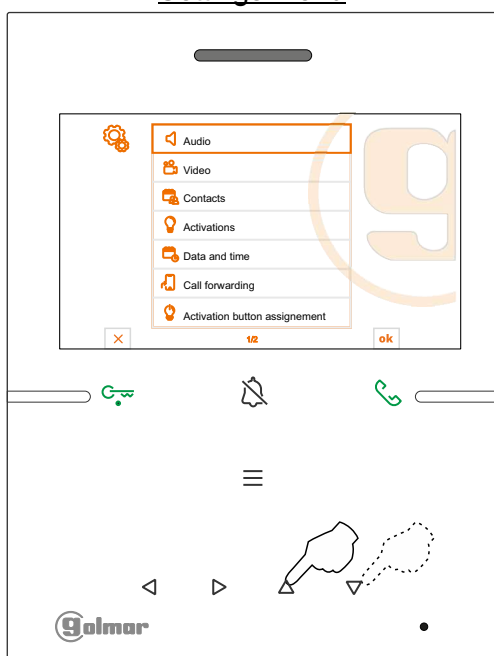 Audio
Video
Contacts
Activations
Data and time
Call forwarding
Activation button assignement
1/2
ok
golmar